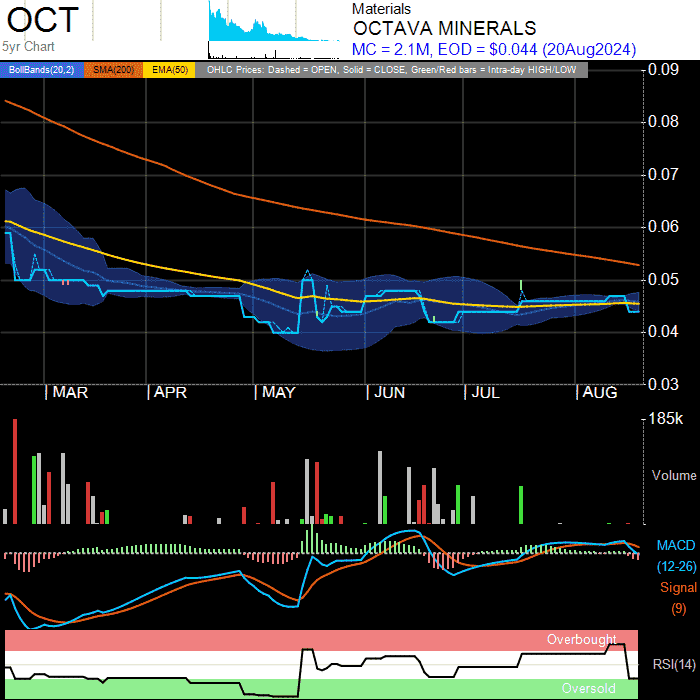 OCT
5yr Chart
Materials
OCTAVA MINERALS
MC = 2.1M, EOD = $0.044 (20Aug2024)
BollBands(20,2) SMA(200) EMA(50) OHLC Prices: Dashed = OPEN, Solid = CLOSE, Green/Red bars = Intra-day HIGH/LOW
0.09
0.08
0.07
0.06
0.05
0.04
0.03
MAR APR MAY JUN JUL AUG
185k
Volume
MACD
(12-26)
Signal
(9)
Overbought
RSI(14)
Oversold